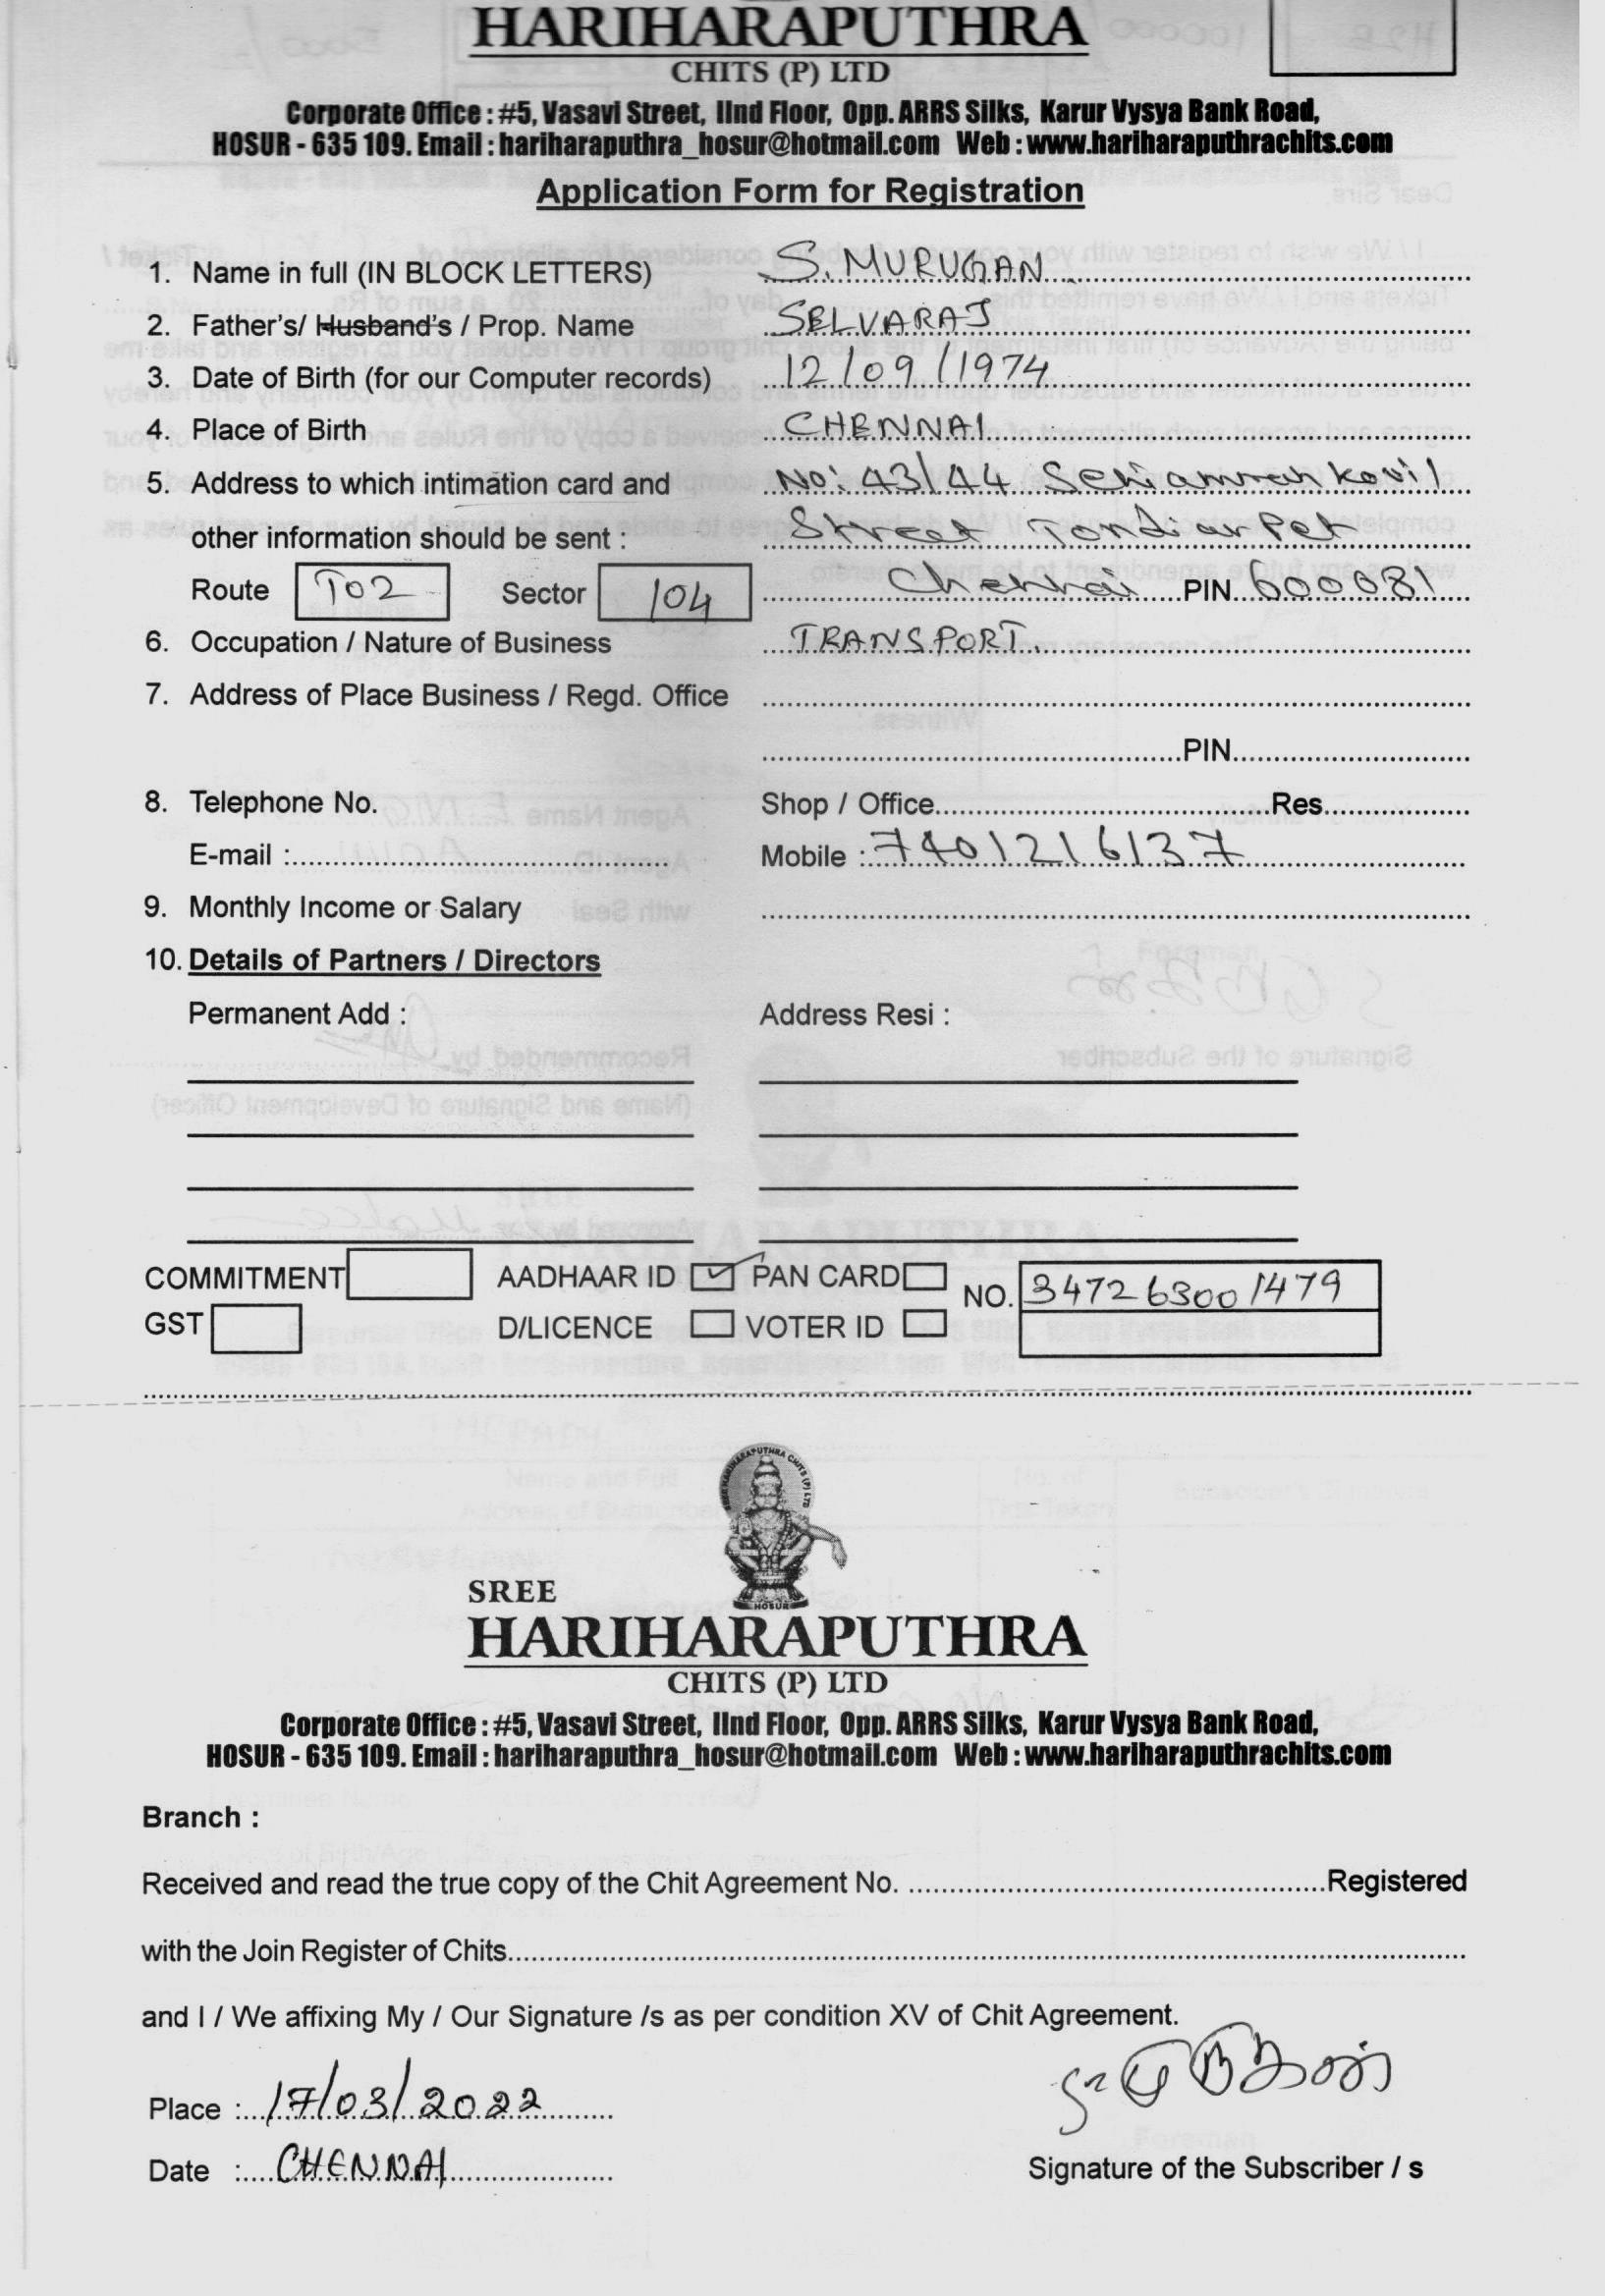 HARIHARAPUTHRA
CHITS (P) LTD
Corporate Office : #5, Vasavi Street, IInd Floor, Opp. ARRS Silks, Karur Vysya Bank Road,
HOSUR - 635 109. Email : hariharaputhra_hosur@hotmail.com Web : www.hariharaputhrachits.com
Application Form for Registration
1. Name in full (IN BLOCK LETTERS) S. MURUGAN
2. Father's/ Husband's / Prop. Name SELVARAJ
3. Date of Birth (for our Computer records) 12/09/1974
4. Place of Birth CHENNAI
5. Address to which intimation card and No: 43/44 Kovil
other information should be sent : Street Tondiarpet
Route T02 Sector 104 Chennai PIN 600081
6. Occupation / Nature of Business TRANSPORT
7. Address of Place Business / Regd. Office
PIN
8. Telephone No. Shop / Office Res.
E-mail : Mobile : 7401216137
9. Monthly Income or Salary
10. Details of Partners / Directors
Permanent Add : Address Resi :
COMMITMENT AADHAAR ID PAN CARD NO. 347263001479
GST D/LICENCE VOTER ID
SREE HARIHARAPUTHRA CHITS (P) LTD
HOSUR
SREE
HARIHARAPUTHRA
CHITS (P) LTD
Corporate Office : #5, Vasavi Street, IInd Floor, Opp. ARRS Silks, Karur Vysya Bank Road,
HOSUR - 635 109. Email : hariharaputhra_hosur@hotmail.com Web : www.hariharaputhrachits.com
Branch :
Received and read the true copy of the Chit Agreement No. Registered
with the Join Register of Chits
and I / We affixing My / Our Signature /s as per condition XV of Chit Agreement.
Place : 17/03/2022
Date : CHENNAI
Signature of the Subscriber / s